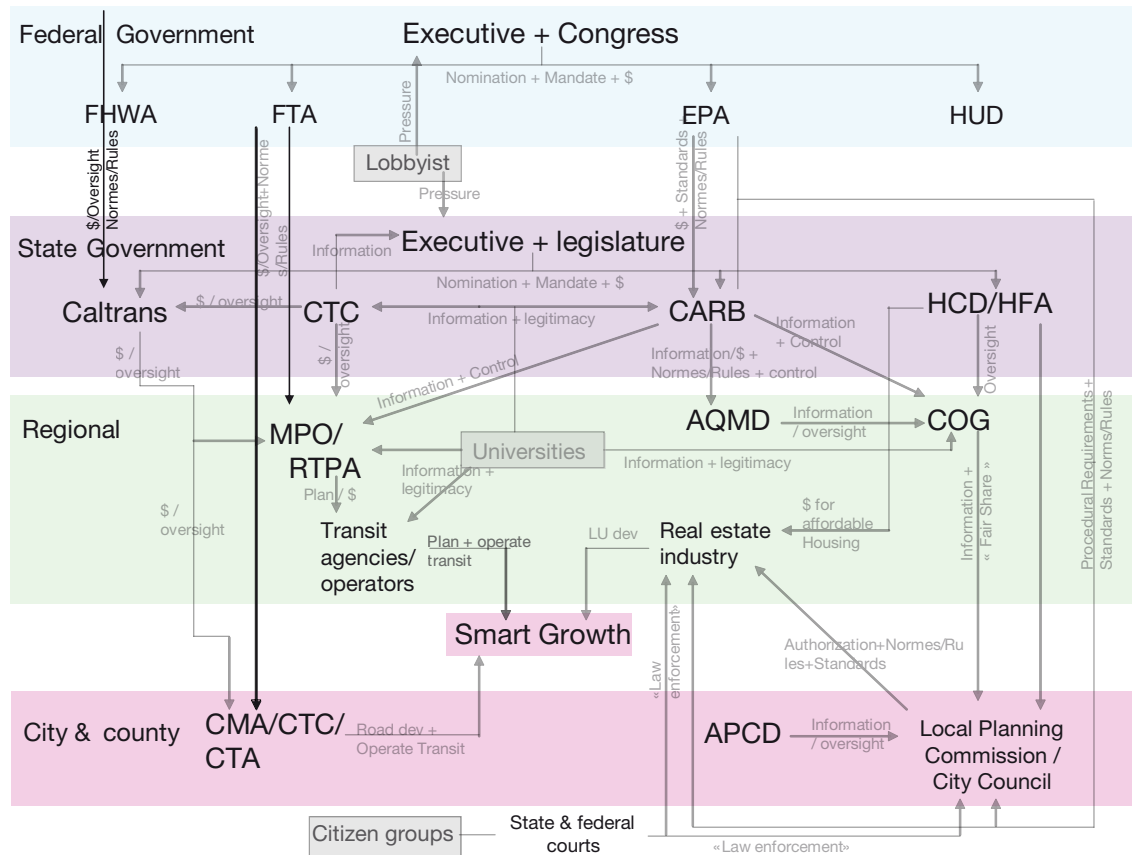 Federal Government
Executive + Congress
Nomination + Mandate + $
FHWA
FTA
EPA
HUD
Pressure
Lobbyist
Pressure
$/Oversight
Normes/Rules
$/Oversight+Norme
s/Rules
$ + Standards +
Normes/Rules
State Government
Executive + legislature
Information
Nomination + Mandate + $
Caltrans
$ / oversight
CTC
Information + legitimacy
CARB
HCD/HFA
Information
+ Control
$ /
oversight
$ /
oversight
Information + Control
Information/$ +
Normes/Rules + control
Oversight
Procedural Requirements +
Standards + Norms/Rules
Regional
MPO/
RTPA
Universities
AQMD
Information
/ oversight
COG
Information +
legitimacy
Information + legitimacy
Plan / $
$ /
oversight
Transit
agencies/
operators
Plan + operate
transit
LU dev
Real estate
industry
$ for
affordable
Housing
Information +
« Fair Share »
Smart Growth
«Law
enforcement»
Authorization+Normes/Ru
les+Standards
City & county
CMA/CTC/
CTA
Road dev +
Operate Transit
APCD
Information
/ oversight
Local Planning
Commission /
City Council
Citizen groups
State & federal
courts
«Law enforcement»